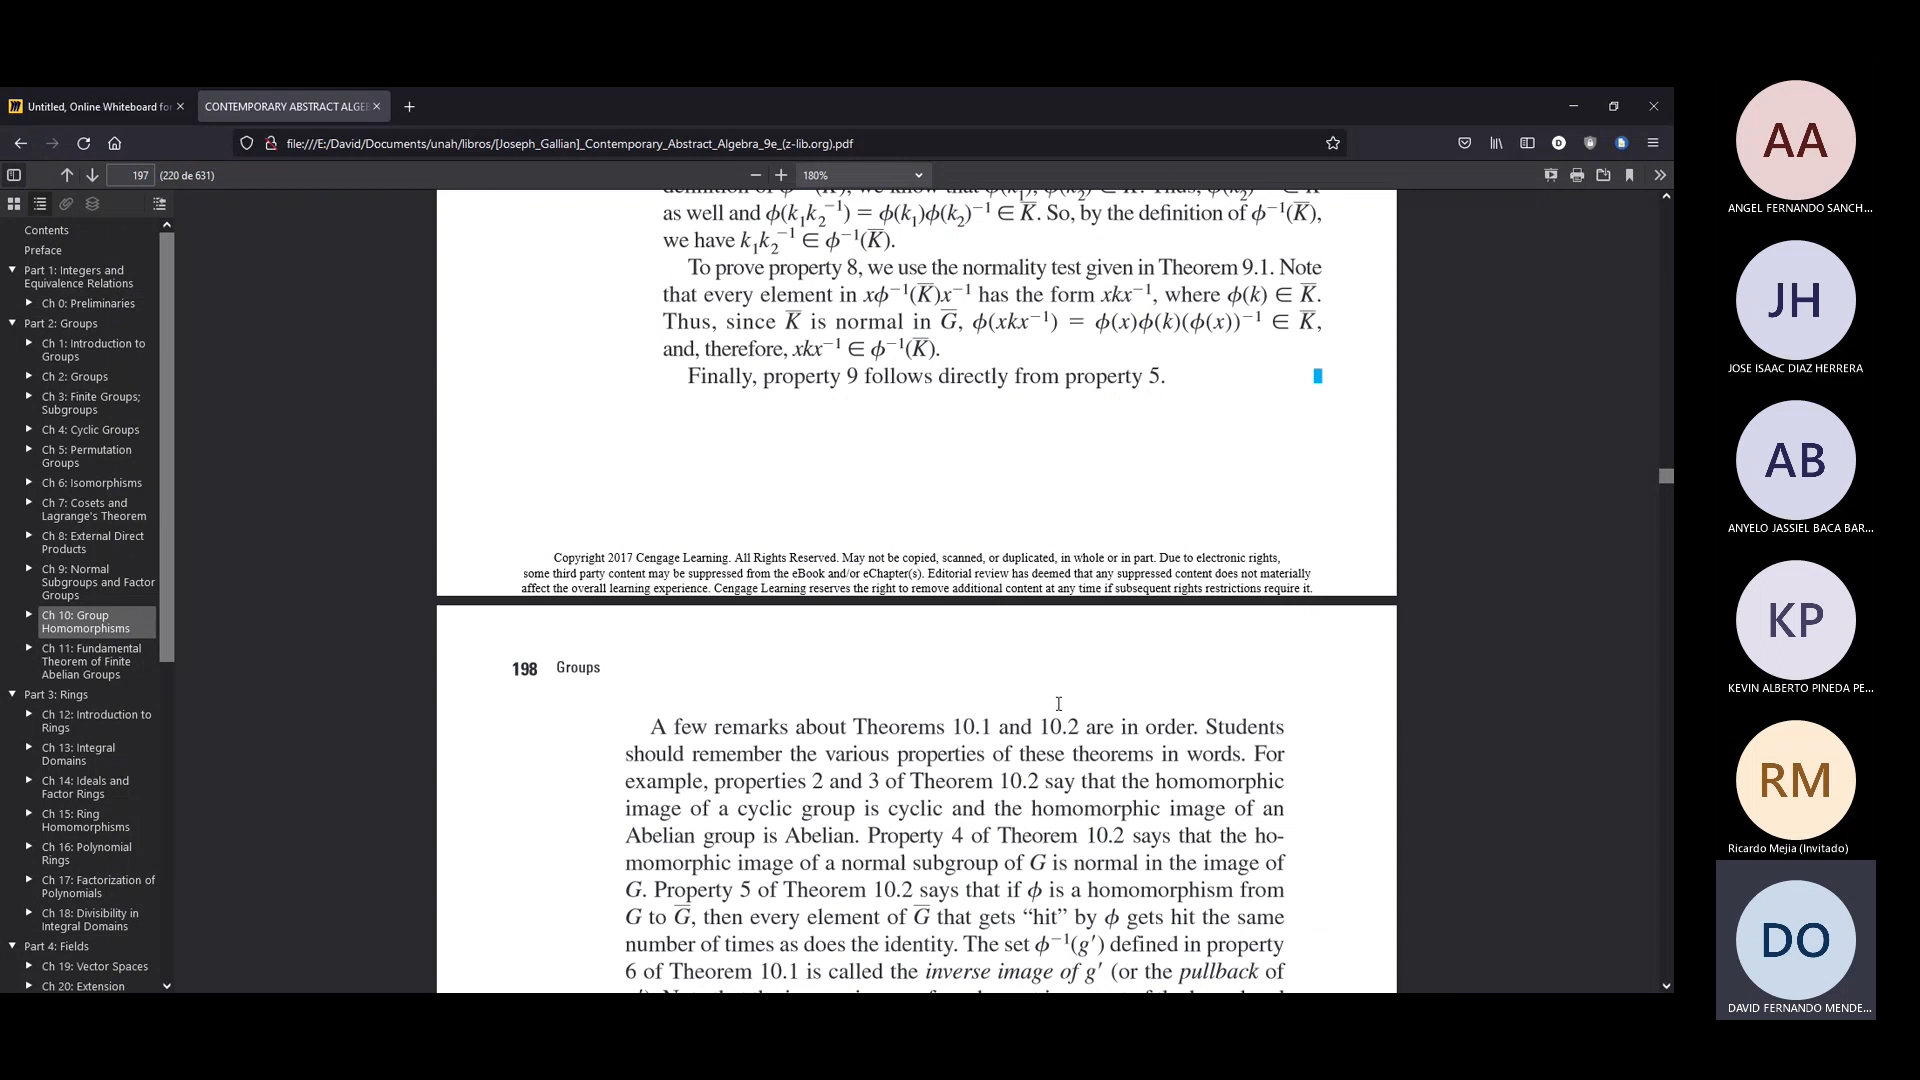 Untitled, Online Whiteboard for
CONTEMPORARY ABSTRACT ALGEB
file:///E:/David/Documents/unah/libros/[Joseph_Gallian]_Contemporary_Abstract_Algebra_9e_(z-lib.org).pdf
197 (220 de 631)
180%
Contents
Preface
Part 1: Integers and
Equivalence Relations
Ch 0: Preliminaries
Part 2: Groups
Ch 1: Introduction to
Groups
Ch 2: Groups
Ch 3: Finite Groups;
Subgroups
Ch 4: Cyclic Groups
Ch 5: Permutation
Groups
Ch 6: Isomorphisms
Ch 7: Cosets and
Lagrange's Theorem
Ch 8: External Direct
Products
Ch 9: Normal
Subgroups and Factor
Groups
Ch 10: Group
Homomorphisms
Ch 11: Fundamental
Theorem of Finite
Abelian Groups
Part 3: Rings
Ch 12: Introduction to
Rings
Ch 13: Integral
Domains
Ch 14: Ideals and
Factor Rings
Ch 15: Ring
Homomorphisms
Ch 16: Polynomial
Rings
Ch 17: Factorization of
Polynomials
Ch 18: Divisibility in
Integral Domains
Part 4: Fields
Ch 19: Vector Spaces
Ch 20: Extension
as well and ϕ(k₁k₂⁻¹) = ϕ(k₁)ϕ(k₂)⁻¹ ∈ K̅. So, by the definition of ϕ⁻¹(K̅),
we have k₁k₂⁻¹ ∈ ϕ⁻¹(K̅).
To prove property 8, we use the normality test given in Theorem 9.1. Note
that every element in xϕ⁻¹(K̅)x⁻¹ has the form xkx⁻¹, where ϕ(k) ∈ K̅.
Thus, since K̅ is normal in G̅, ϕ(xkx⁻¹) = ϕ(x)ϕ(k)(ϕ(x))⁻¹ ∈ K̅,
and, therefore, xkx⁻¹ ∈ ϕ⁻¹(K̅).
Finally, property 9 follows directly from property 5.
Copyright 2017 Cengage Learning. All Rights Reserved. May not be copied, scanned, or duplicated, in whole or in part. Due to electronic rights,
some third party content may be suppressed from the eBook and/or eChapter(s). Editorial review has deemed that any suppressed content does not materially
affect the overall learning experience. Cengage Learning reserves the right to remove additional content at any time if subsequent rights restrictions require it.
198 Groups
A few remarks about Theorems 10.1 and 10.2 are in order. Students
should remember the various properties of these theorems in words. For
example, properties 2 and 3 of Theorem 10.2 say that the homomorphic
image of a cyclic group is cyclic and the homomorphic image of an
Abelian group is Abelian. Property 4 of Theorem 10.2 says that the ho-
momorphic image of a normal subgroup of G is normal in the image of
G. Property 5 of Theorem 10.2 says that if ϕ is a homomorphism from
G to G̅, then every element of G̅ that gets “hit” by ϕ gets hit the same
number of times as does the identity. The set ϕ⁻¹(g′) defined in property
6 of Theorem 10.1 is called the inverse image of g′ (or the pullback of
AA
ANGEL FERNANDO SANCH...
JH
JOSE ISAAC DIAZ HERRERA
AB
ANYELO JASSIEL BACA BAR...
KP
KEVIN ALBERTO PINEDA PE...
RM
Ricardo Mejia (Invitado)
DO
DAVID FERNANDO MENDE...